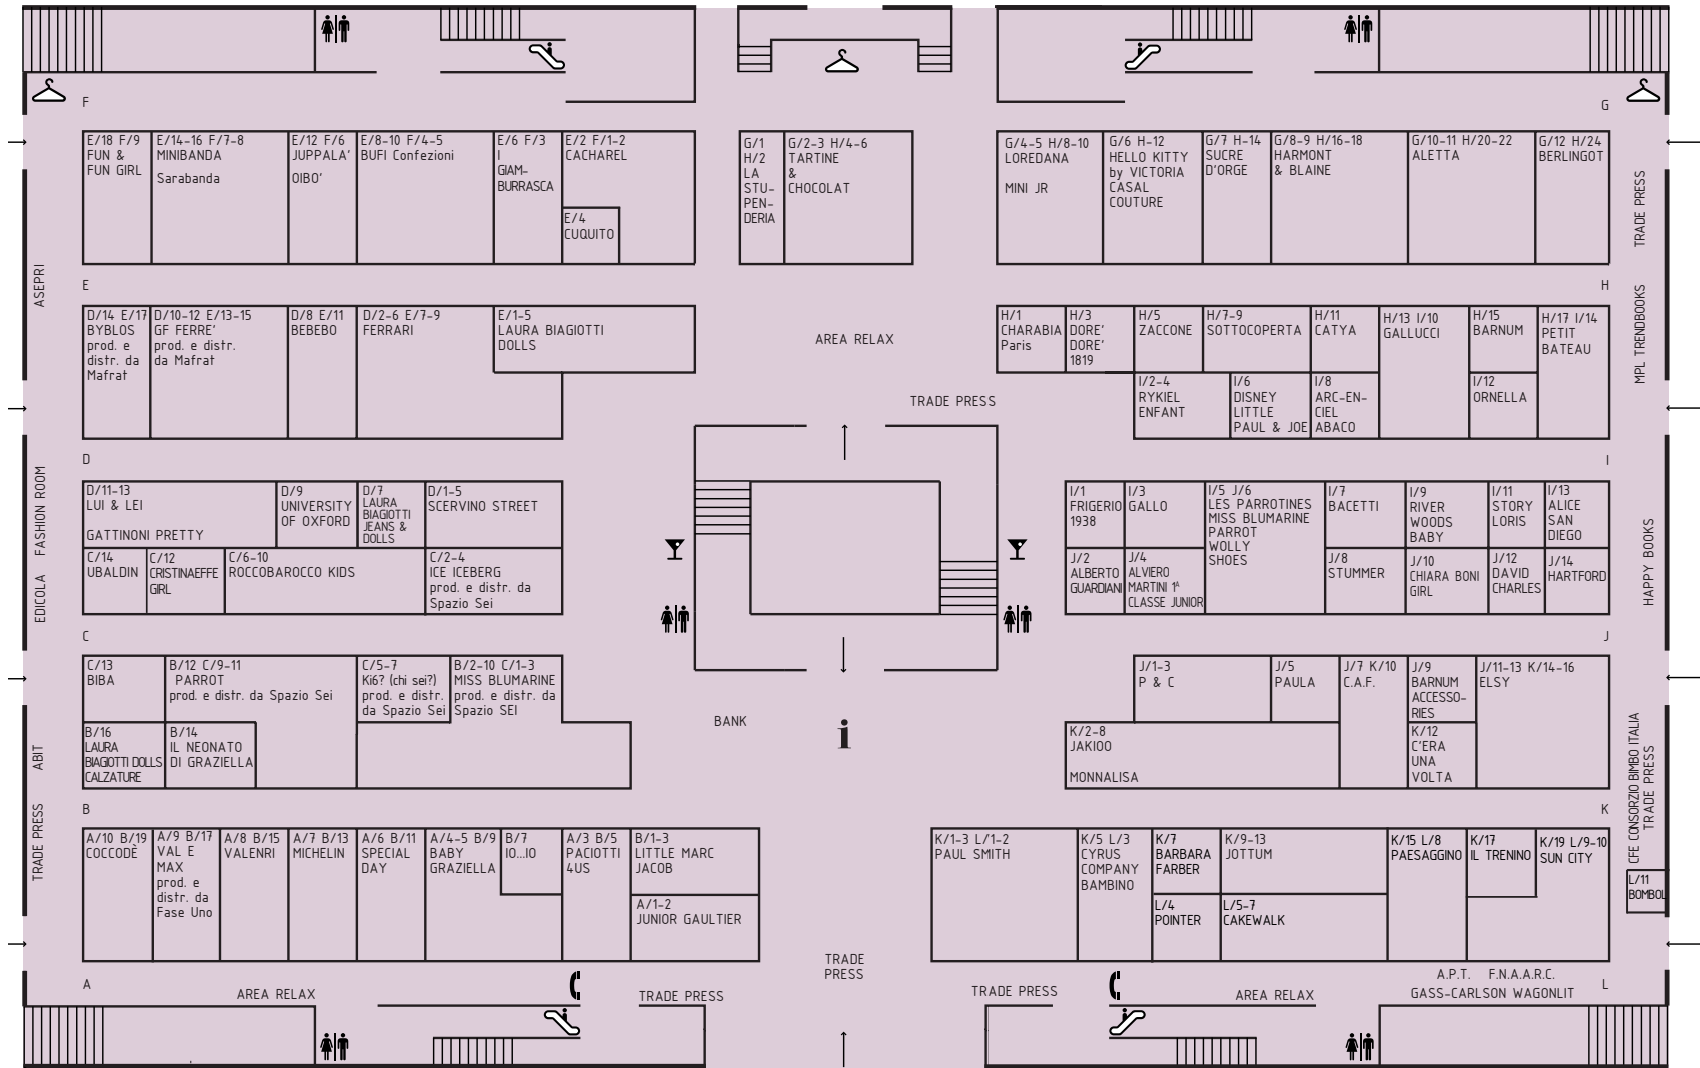 F
G
E/18 F/9
FUN &
FUN GIRL
E/14-16 F/7-8
MINIBANDA
Sarabanda
E/12 F/6
JUPPALA'
OIBO'
E/8-10 F/4-5
BUFI Confezioni
E/6 F/3
I
GIAM-
BURRASCA
E/2 F/1-2
CACHAREL
E/4
CUQUITO
G/1
H/2
LA
STU-
PEN-
DERIA
G/2-3 H/4-6
TARTINE
&
CHOCOLAT
G/4-5 H/8-10
LOREDANA
MINI JR
G/6 H-12
HELLO KITTY
by VICTORIA
CASAL
COUTURE
G/7 H-14
SUCRE
D'ORGE
G/8-9 H/16-18
HARMONT
& BLAINE
G/10-11 H/20-22
ALETTA
G/12 H/24
BERLINGOT
TRADE PRESS
ASEPRI
E
H
D/14 E/17
BYBLOS
prod. e
distr. da
Mafrat
D/10-12 E/13-15
GF FERRE'
prod. e distr.
da Mafrat
D/8 E/11
BEBEBO
D/2-6 E/7-9
FERRARI
E/1-5
LAURA BIAGIOTTI
DOLLS
AREA RELAX
TRADE PRESS
H/1
CHARABIA
Paris
H/3
DORE'
DORE'
1819
H/5
ZACCONE
H/7-9
SOTTOCOPERTA
H/11
CATYA
H/13 I/10
GALLUCCI
H/15
BARNUM
H/17 I/14
PETIT
BATEAU
I/2-4
RYKIEL
ENFANT
I/6
DISNEY
LITTLE
PAUL & JOE
I/8
ARC-EN-
CIEL
ABACO
I/12
ORNELLA
MPL TRENDBOOKS
D
I
EDICOLA FASHION ROOM
D/11-13
LUI & LEI
GATTINONI PRETTY
D/9
UNIVERSITY
OF OXFORD
D/7
LAURA
BIAGIOTTI
JEANS &
DOLLS
D/1-5
SCERVINO STREET
C/14
UBALDIN
C/12
CRISTINAEFFE
GIRL
C/6-10
ROCCOBAROCCO KIDS
C/2-4
ICE ICEBERG
prod. e distr. da
Spazio Sei
I/1
FRIGERIO
1938
I/3
GALLO
I/5 J/6
LES PARROTINES
MISS BLUMARINE
PARROT
WOLLY
SHOES
I/7
BACETTI
I/9
RIVER
WOODS
BABY
I/11
STORY
LORIS
I/13
ALICE
SAN
DIEGO
J/2
ALBERTO
GUARDIANI
J/4
ALVIERO
MARTINI 1ª
CLASSE JUNIOR
J/8
STUMMER
J/10
CHIARA BONI
GIRL
J/12
DAVID
CHARLES
J/14
HARTFORD
HAPPY BOOKS
C
J
C/13
BIBA
B/12 C/9-11
PARROT
prod. e distr. da Spazio Sei
C/5-7
Ki6? (chi sei?)
prod. e distr.
da Spazio Sei
B/2-10 C/1-3
MISS BLUMARINE
prod. e distr. da
Spazio SEI
B/16
LAURA
BIAGIOTTI DOLLS
CALZATURE
B/14
IL NEONATO
DI GRAZIELLA
BANK
i
J/1-3
P & C
J/5
PAULA
J/7 K/10
C.A.F.
J/9
BARNUM
ACCESSO-
RIES
J/11-13 K/14-16
ELSY
K/2-8
JAKIOO
MONNALISA
K/12
C'ERA
UNA
VOLTA
TRADE PRESS ABIT
CFE CONSORZIO BIMBO ITALIA
TRADE PRESS
B
K
A/10 B/19
COCCODÈ
A/9 B/17
VAL E
MAX
prod. e
distr. da
Fase Uno
A/8 B/15
VALENRI
A/7 B/13
MICHELIN
A/6 B/11
SPECIAL
DAY
A/4-5 B/9
BABY
GRAZIELLA
B/7
IO...IO
A/3 B/5
PACIOTTI
4US
B/1-3
LITTLE MARC
JACOB
A/1-2
JUNIOR GAULTIER
K/1-3 L/1-2
PAUL SMITH
K/5 L/3
CYRUS
COMPANY
BAMBINO
K/7
BARBARA
FARBER
K/9-13
JOTTUM
K/15 L/8
PAESAGGINO
K/17
IL TRENINO
K/19 L/9-10
SUN CITY
L/4
POINTER
L/5-7
CAKEWALK
L/11
BOMBOL
TRADE
PRESS
A
AREA RELAX
TRADE PRESS
TRADE PRESS
AREA RELAX
A.P.T. F.N.A.A.R.C.
GASS-CARLSON WAGONLIT
L